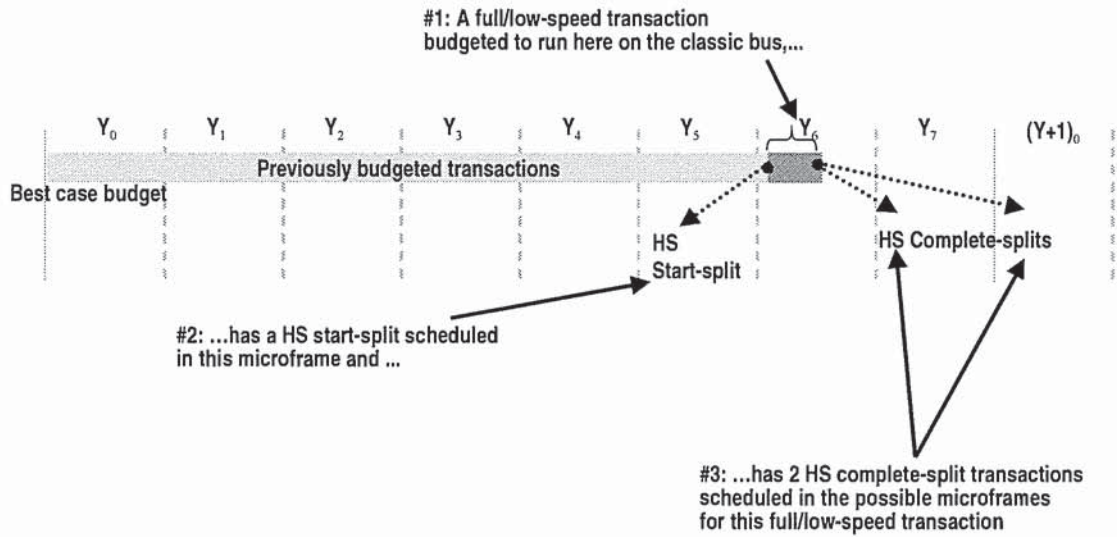 #1: A full/low-speed transaction
budgeted to run here on the classic bus,...
Y₀ Y₁ Y₂ Y₃ Y₄ Y₅ Y₆ Y₇ (Y+1)₀
Previously budgeted transactions
Best case budget
HS
Start-split
HS Complete-splits
#2: ...has a HS start-split scheduled
in this microframe and ...
#3: ...has 2 HS complete-split transactions
scheduled in the possible microframes
for this full/low-speed transaction